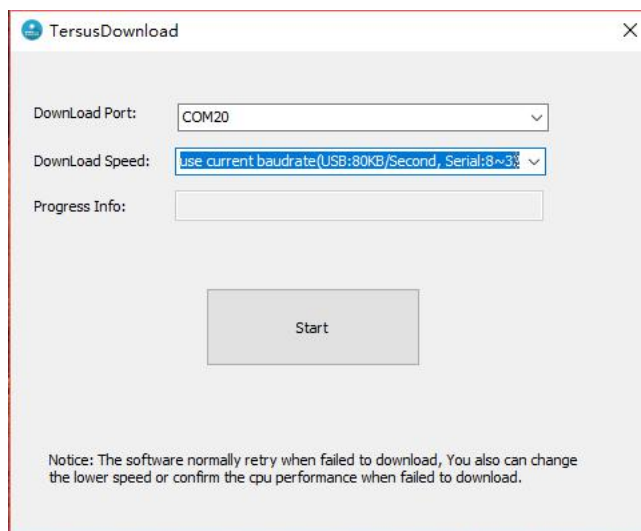 TersusDownload
DownLoad Port:
COM20
DownLoad Speed:
use current baudrate(USB:80KB/Second, Serial:8~3
Progress Info:
Start
Notice: The software normally retry when failed to download, You also can change
the lower speed or confirm the cpu performance when failed to download.